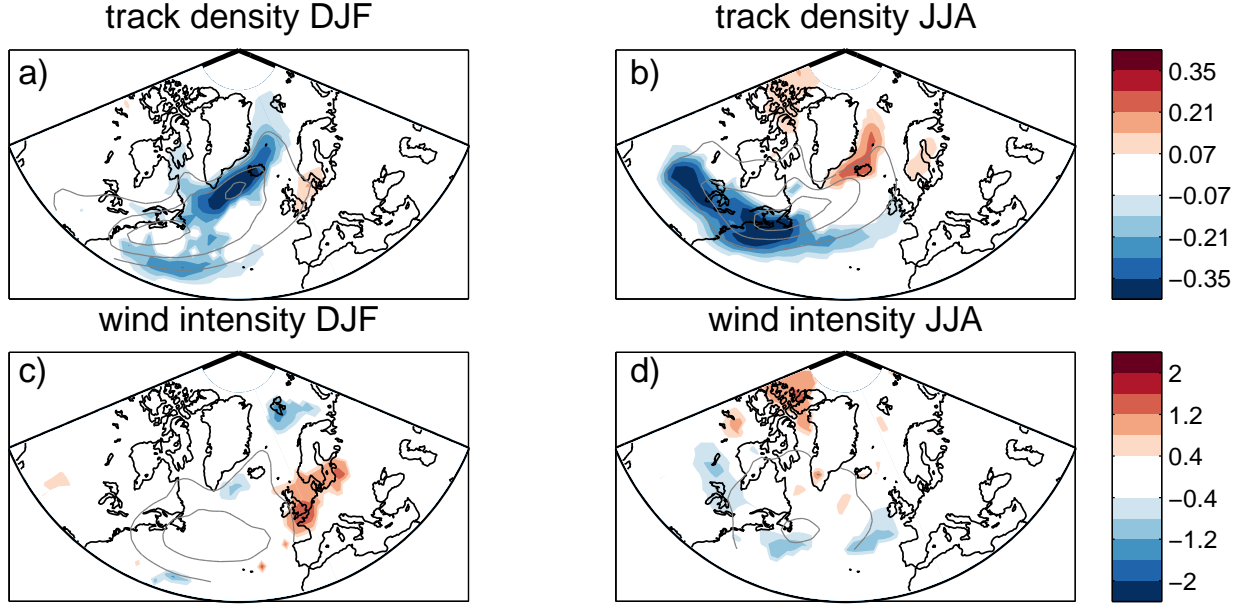 track density DJF
track density JJA
a)
b)
0.35
0.21
0.07
−0.07
−0.21
−0.35
wind intensity DJF
wind intensity JJA
c)
d)
2
1.2
0.4
−0.4
−1.2
−2